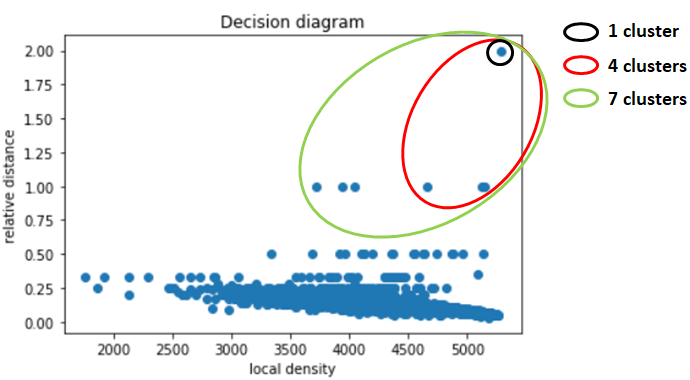 Decision diagram
1 cluster
4 clusters
7 clusters
relative distance
2.00
1.75
1.50
1.25
1.00
0.75
0.50
0.25
0.00
2000 2500 3000 3500 4000 4500 5000
local density